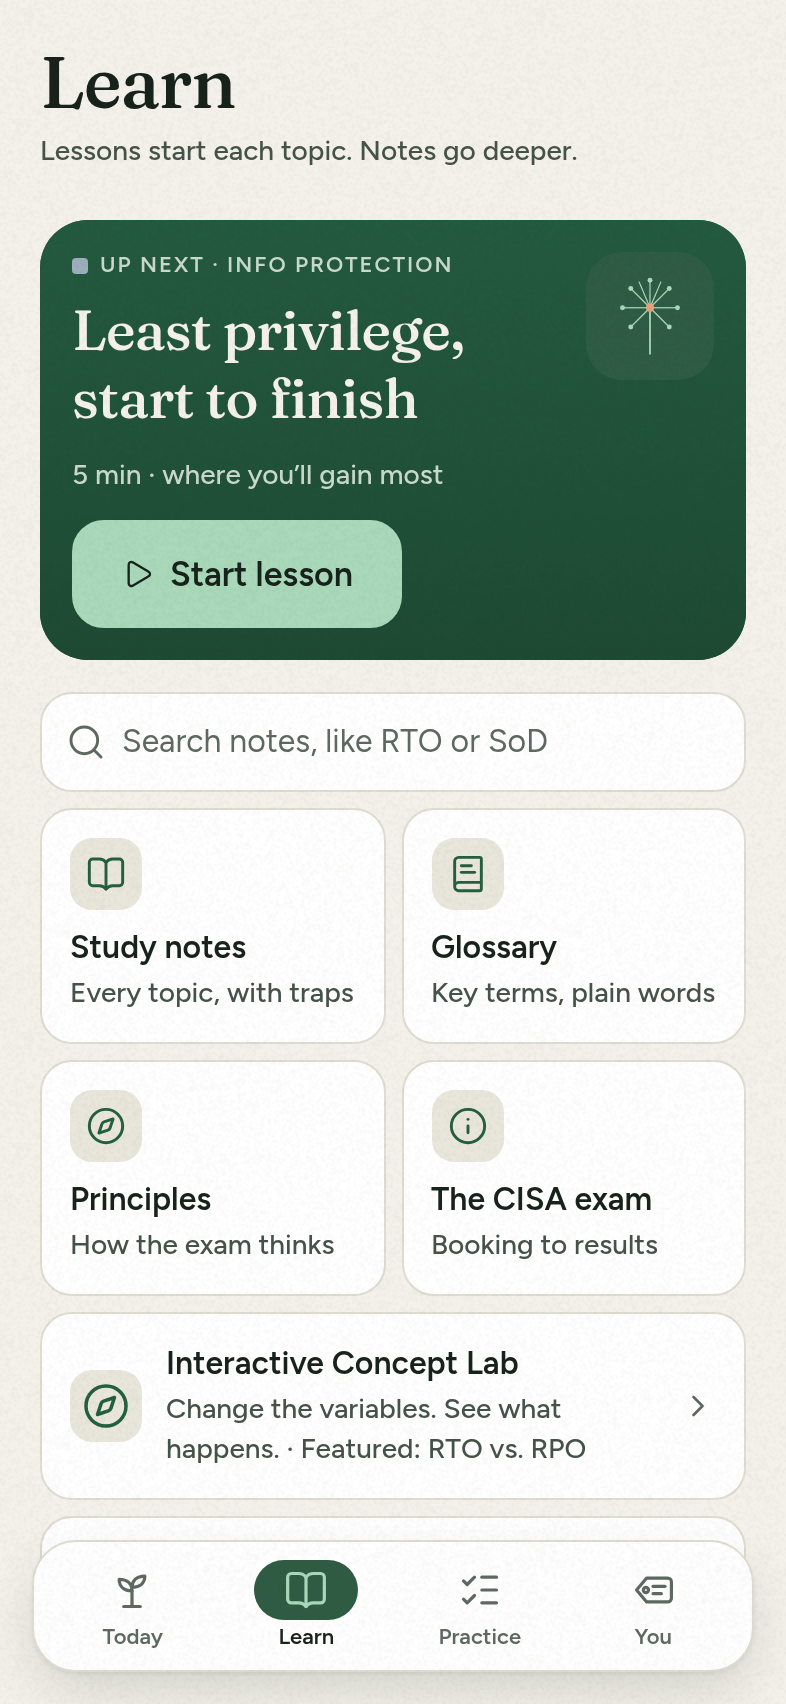 Learn
Lessons start each topic. Notes go deeper.
UP NEXT · INFO PROTECTION
Least privilege,
start to finish
5 min · where you’ll gain most
Start lesson
Search notes, like RTO or SoD
Study notes
Every topic, with traps
Glossary
Key terms, plain words
Principles
How the exam thinks
The CISA exam
Booking to results
Interactive Concept Lab
Change the variables. See what
happens. · Featured: RTO vs. RPO
Today
Learn
Practice
You